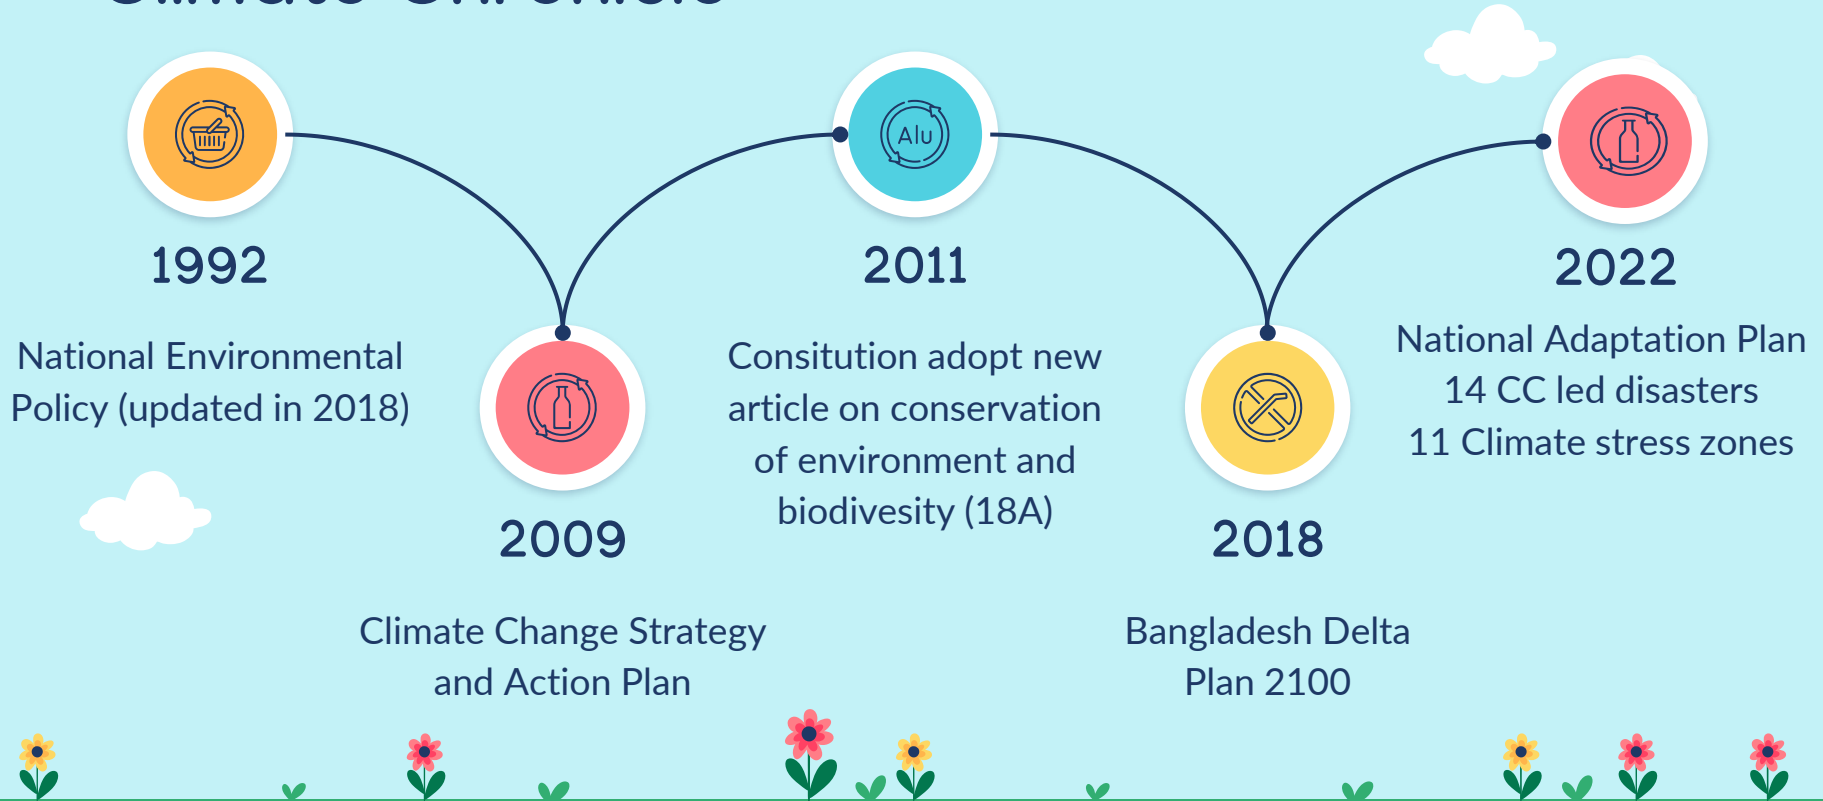 Climate Chronicle
1992
National Environmental
Policy (updated in 2018)
2009
Climate Change Strategy
and Action Plan
Alu
2011
Consitution adopt new
article on conservation
of environment and
biodivesity (18A)
2018
Bangladesh Delta
Plan 2100
2022
National Adaptation Plan
14 CC led disasters
11 Climate stress zones